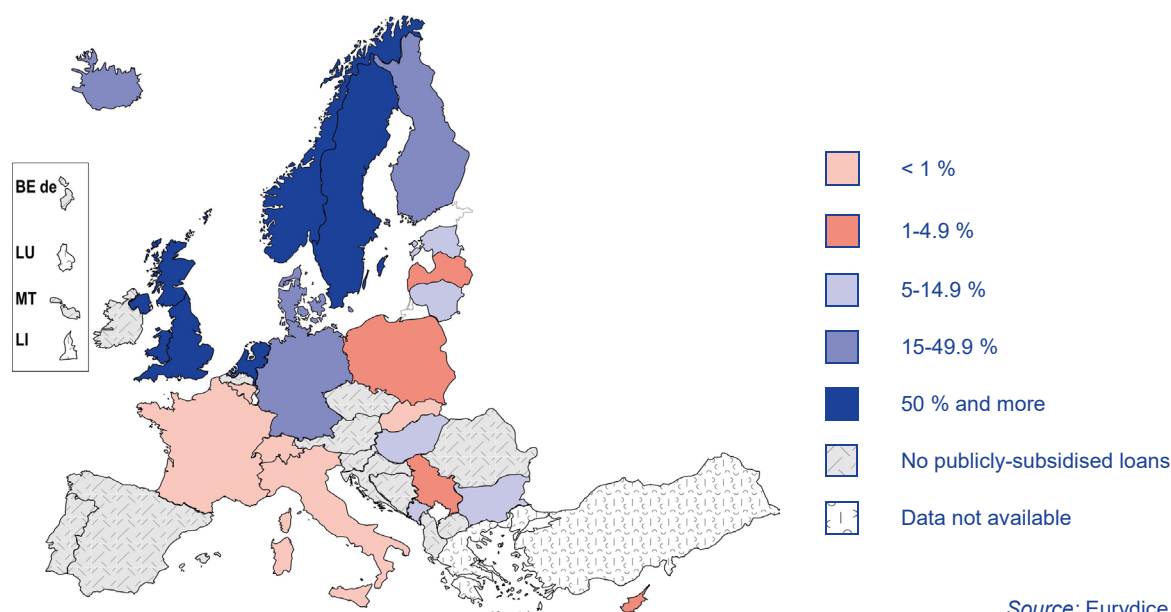 BE de
LU
MT
LI
< 1 %
1-4.9 %
5-14.9 %
15-49.9 %
50 % and more
No publicly-subsidised loans
Data not available
Source: Eurydice